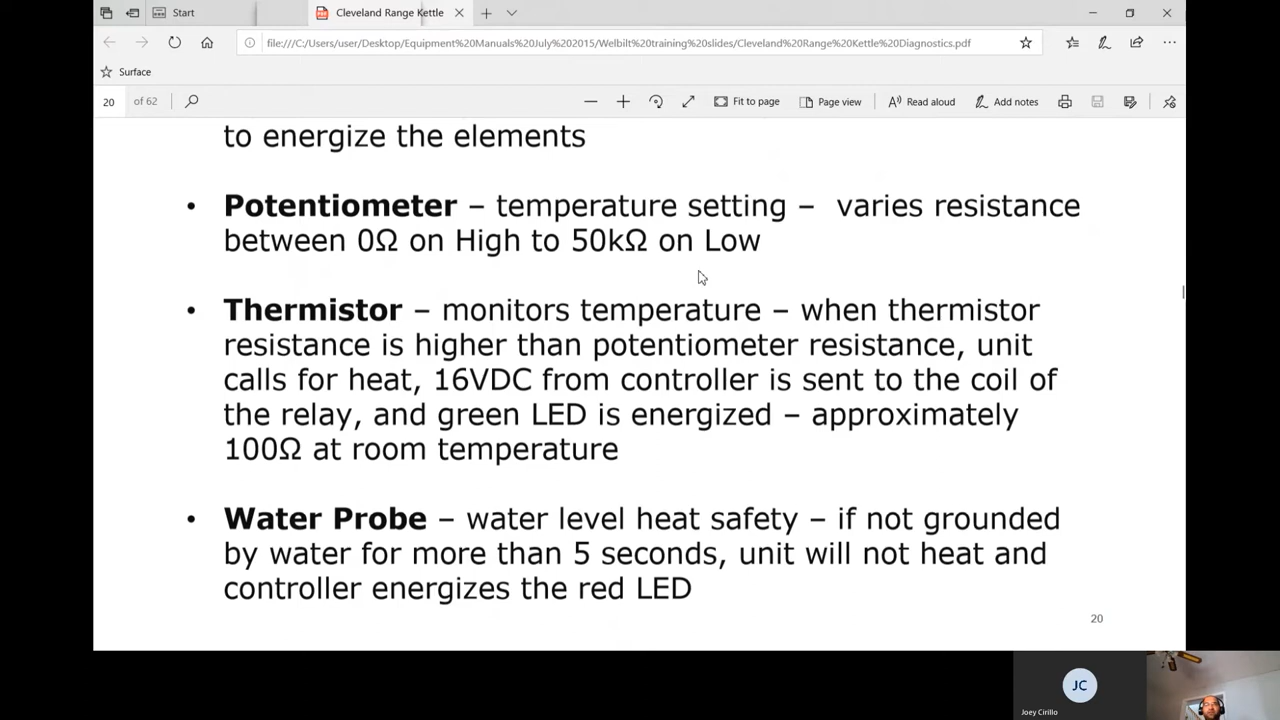 Start
Cleveland Range Kettle
file:///C:/Users/user/Desktop/Equipment%20Manuals%20July%202015/Welbilt%20training%20slides/Cleveland%20Range%20Kettle%20Diagnostics.pdf
Surface
20 of 62
Fit to page
Page view
Read aloud
Add notes
to energize the elements
• Potentiometer – temperature setting – varies resistance
between 0Ω on High to 50kΩ on Low
• Thermistor – monitors temperature – when thermistor
resistance is higher than potentiometer resistance, unit
calls for heat, 16VDC from controller is sent to the coil of
the relay, and green LED is energized – approximately
100Ω at room temperature
• Water Probe – water level heat safety – if not grounded
by water for more than 5 seconds, unit will not heat and
controller energizes the red LED
20
JC
Joey Cirillo